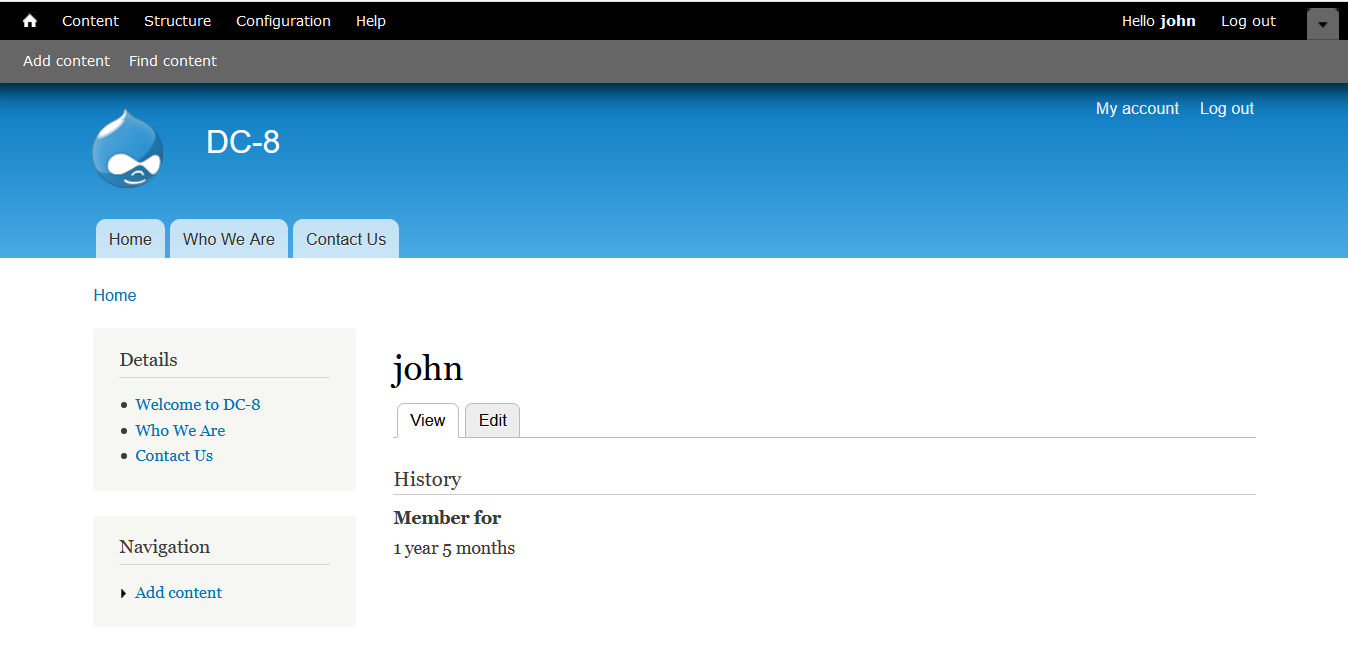 Content Structure Configuration Help Hello john Log out
Add content Find content
My account Log out
DC-8
Home Who We Are Contact Us
Home
Details
Welcome to DC-8
Who We Are
Contact Us
Navigation
Add content
john
View Edit
History
Member for
1 year 5 months